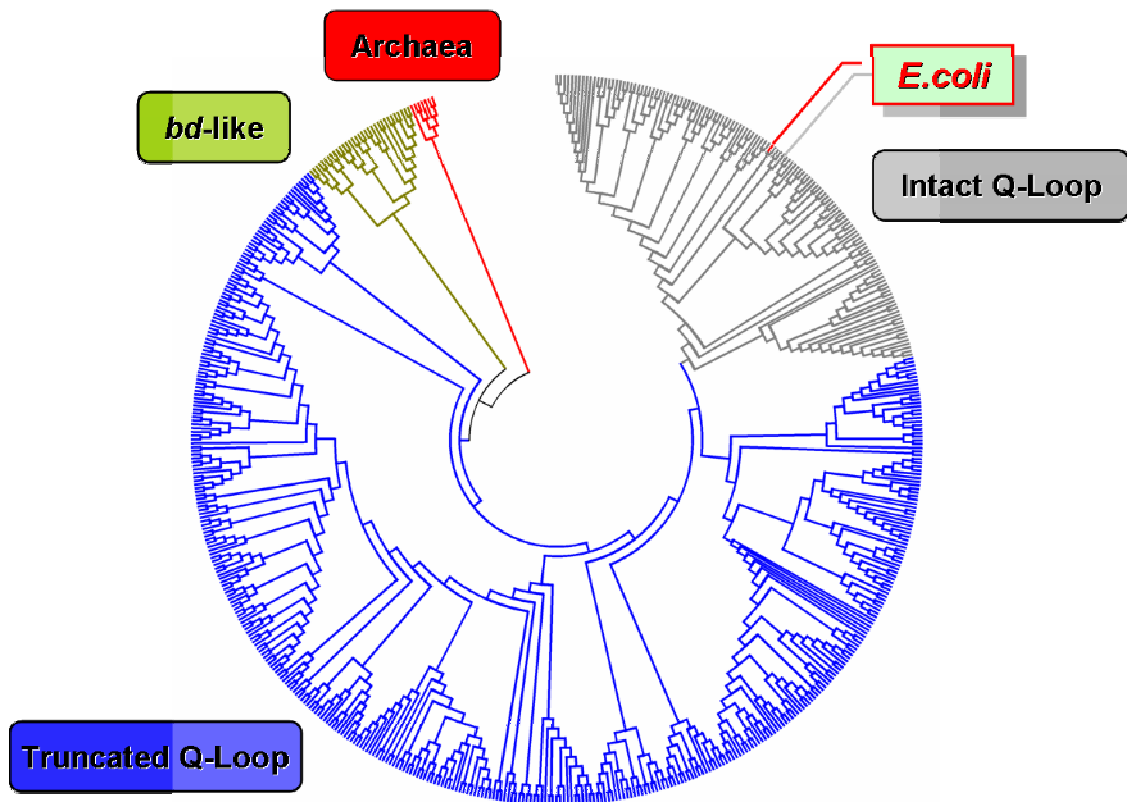 Archaea
E.coli
bd-like
Intact Q-Loop
Truncated Q-Loop